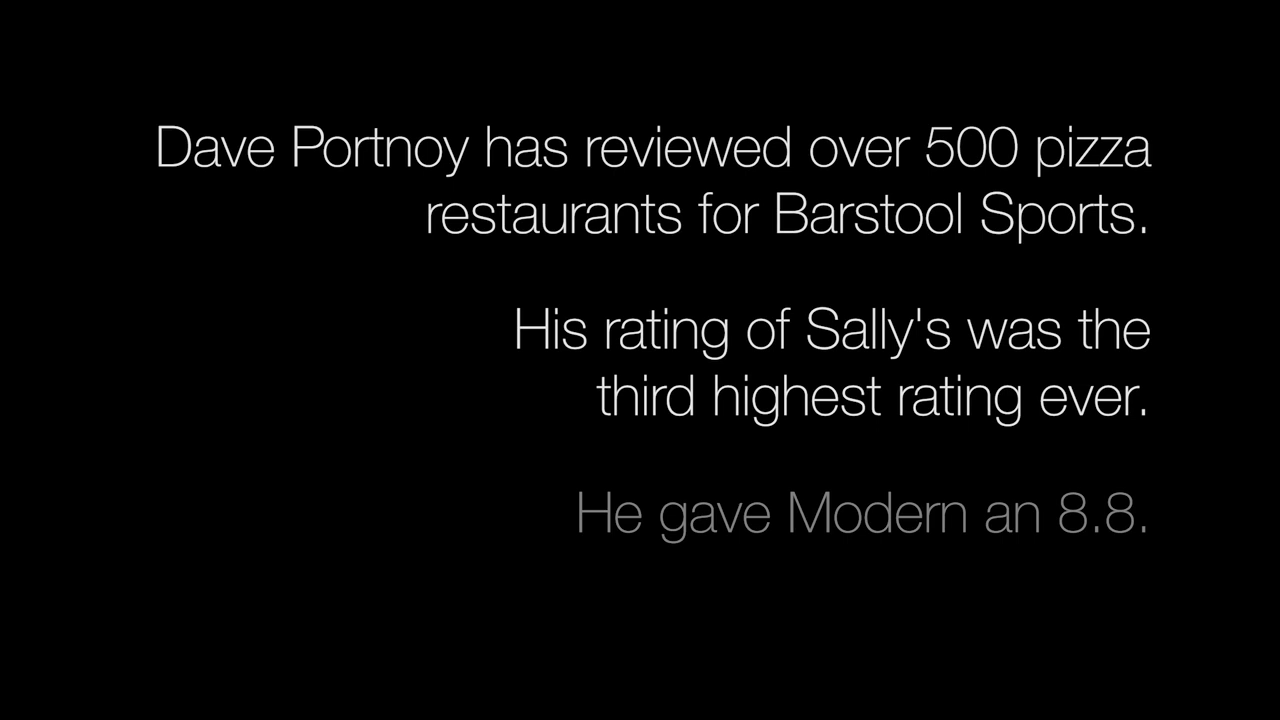 Dave Portnoy has reviewed over 500 pizza
restaurants for Barstool Sports.
His rating of Sally's was the
third highest rating ever.
He gave Modern an 8.8.